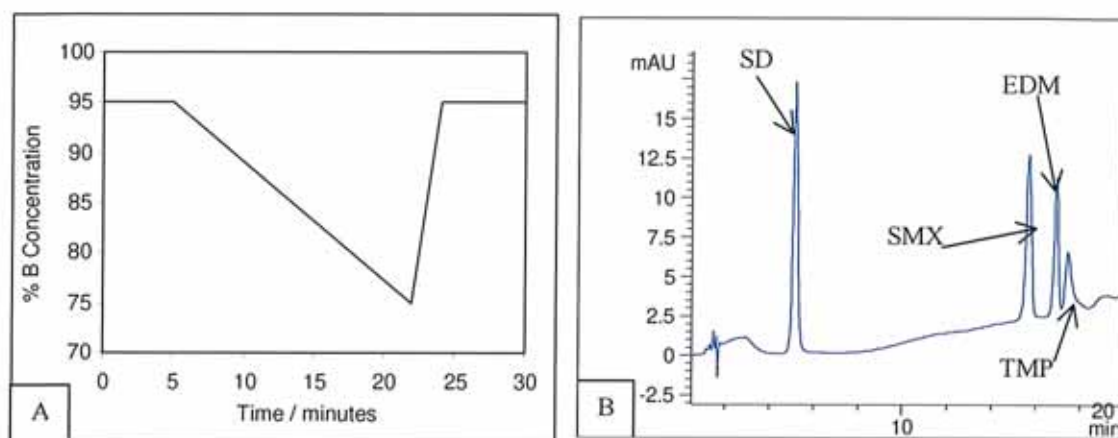 100
95
90
85
80
75
70
% B Concentration
0 5 10 15 20 25 30
Time / minutes
A
mAU
15
12.5
10
7.5
5
2.5
0
-2.5
SD
EDM
SMX
TMP
10
20
min
B